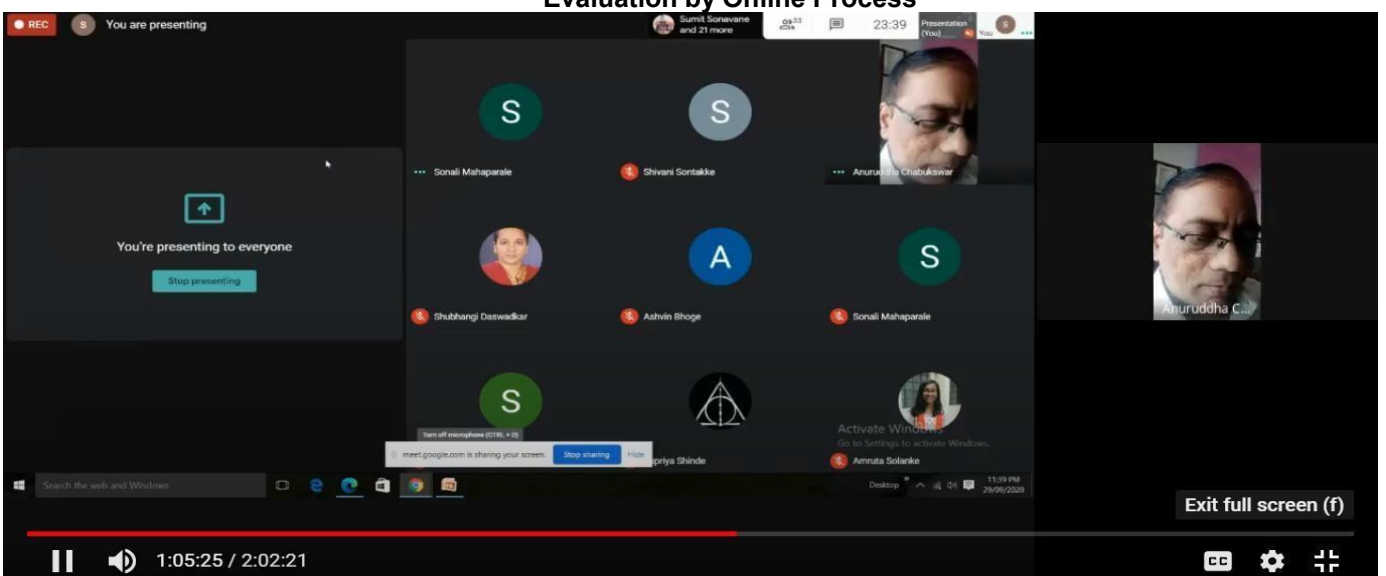 Evaluation by Online Process
REC
S
You are presenting
Sumit Sonavane
and 21 more
33
23:39
Presentation
(You)
You
S
S
S
Sonali Mahaparale
Shivani Sontakke
Anuruddha Chabukswar
You're presenting to everyone
Stop presenting
A
S
Shubhangi Daswadkar
Ashvin Bhoge
Sonali Mahaparale
Anuruddha C...
S
Turn off microphone (CTRL + D)
meet.google.com is sharing your screen.
Stop sharing
Hide
priya Shinde
Activate Windows
Go to Settings to activate Windows.
Amruta Solanke
Search the web and Windows
Desktop
11:39 PM
29/09/2020
Exit full screen (f)
1:05:25 / 2:02:21
CC